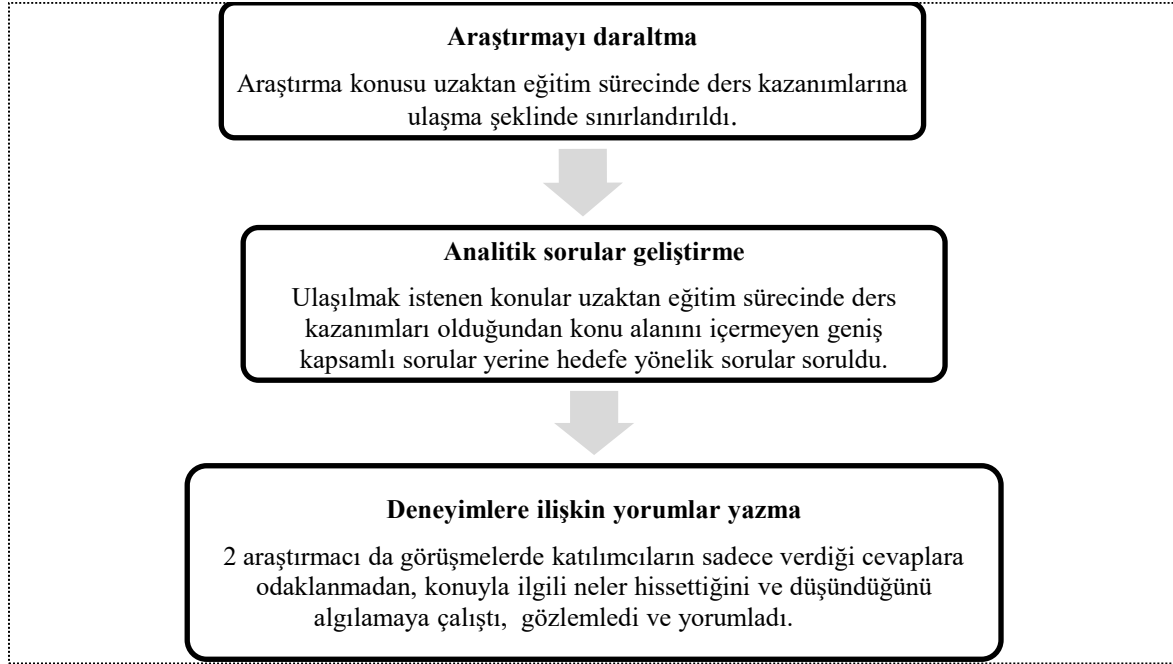 Araştırmayı daraltma
Araştırma konusu uzaktan eğitim sürecinde ders kazanımlarına
ulaşma şeklinde sınırlandırıldı.
Analitik sorular geliştirme
Ulaşılmak istenen konular uzaktan eğitim sürecinde ders
kazanımları olduğundan konu alanını içermeyen geniş
kapsamlı sorular yerine hedefe yönelik sorular soruldu.
Deneyimlere ilişkin yorumlar yazma
2 araştırmacı da görüşmelerde katılımcıların sadece verdiği cevaplara
odaklanmadan, konuyla ilgili neler hissettiğini ve düşündüğünü
algılamaya çalıştı, gözlemledi ve yorumladı.